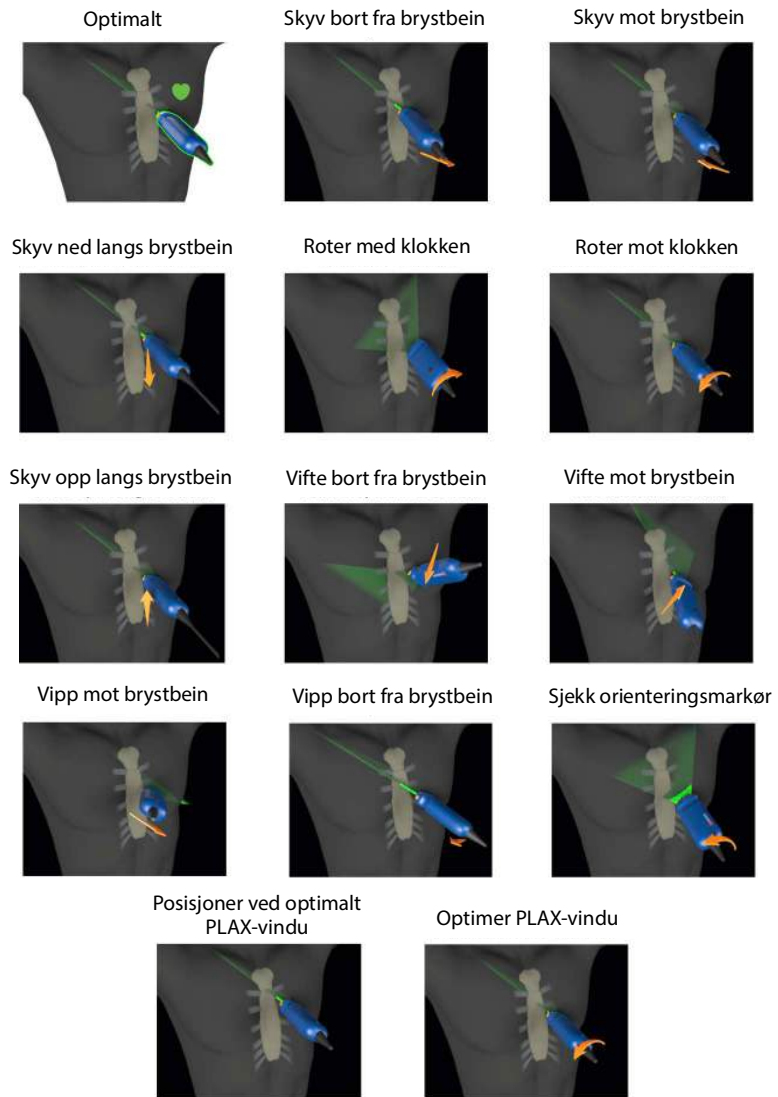 Optimalt
Skyv bort fra brystbein
Skyv mot brystbein
Skyv ned langs brystbein
Roter med klokken
Roter mot klokken
Skyv opp langs brystbein
Vifte bort fra brystbein
Vifte mot brystbein
Vipp mot brystbein
Vipp bort fra brystbein
Sjekk orienteringsmarkør
Posisjoner ved optimalt
PLAX-vindu
Optimer PLAX-vindu